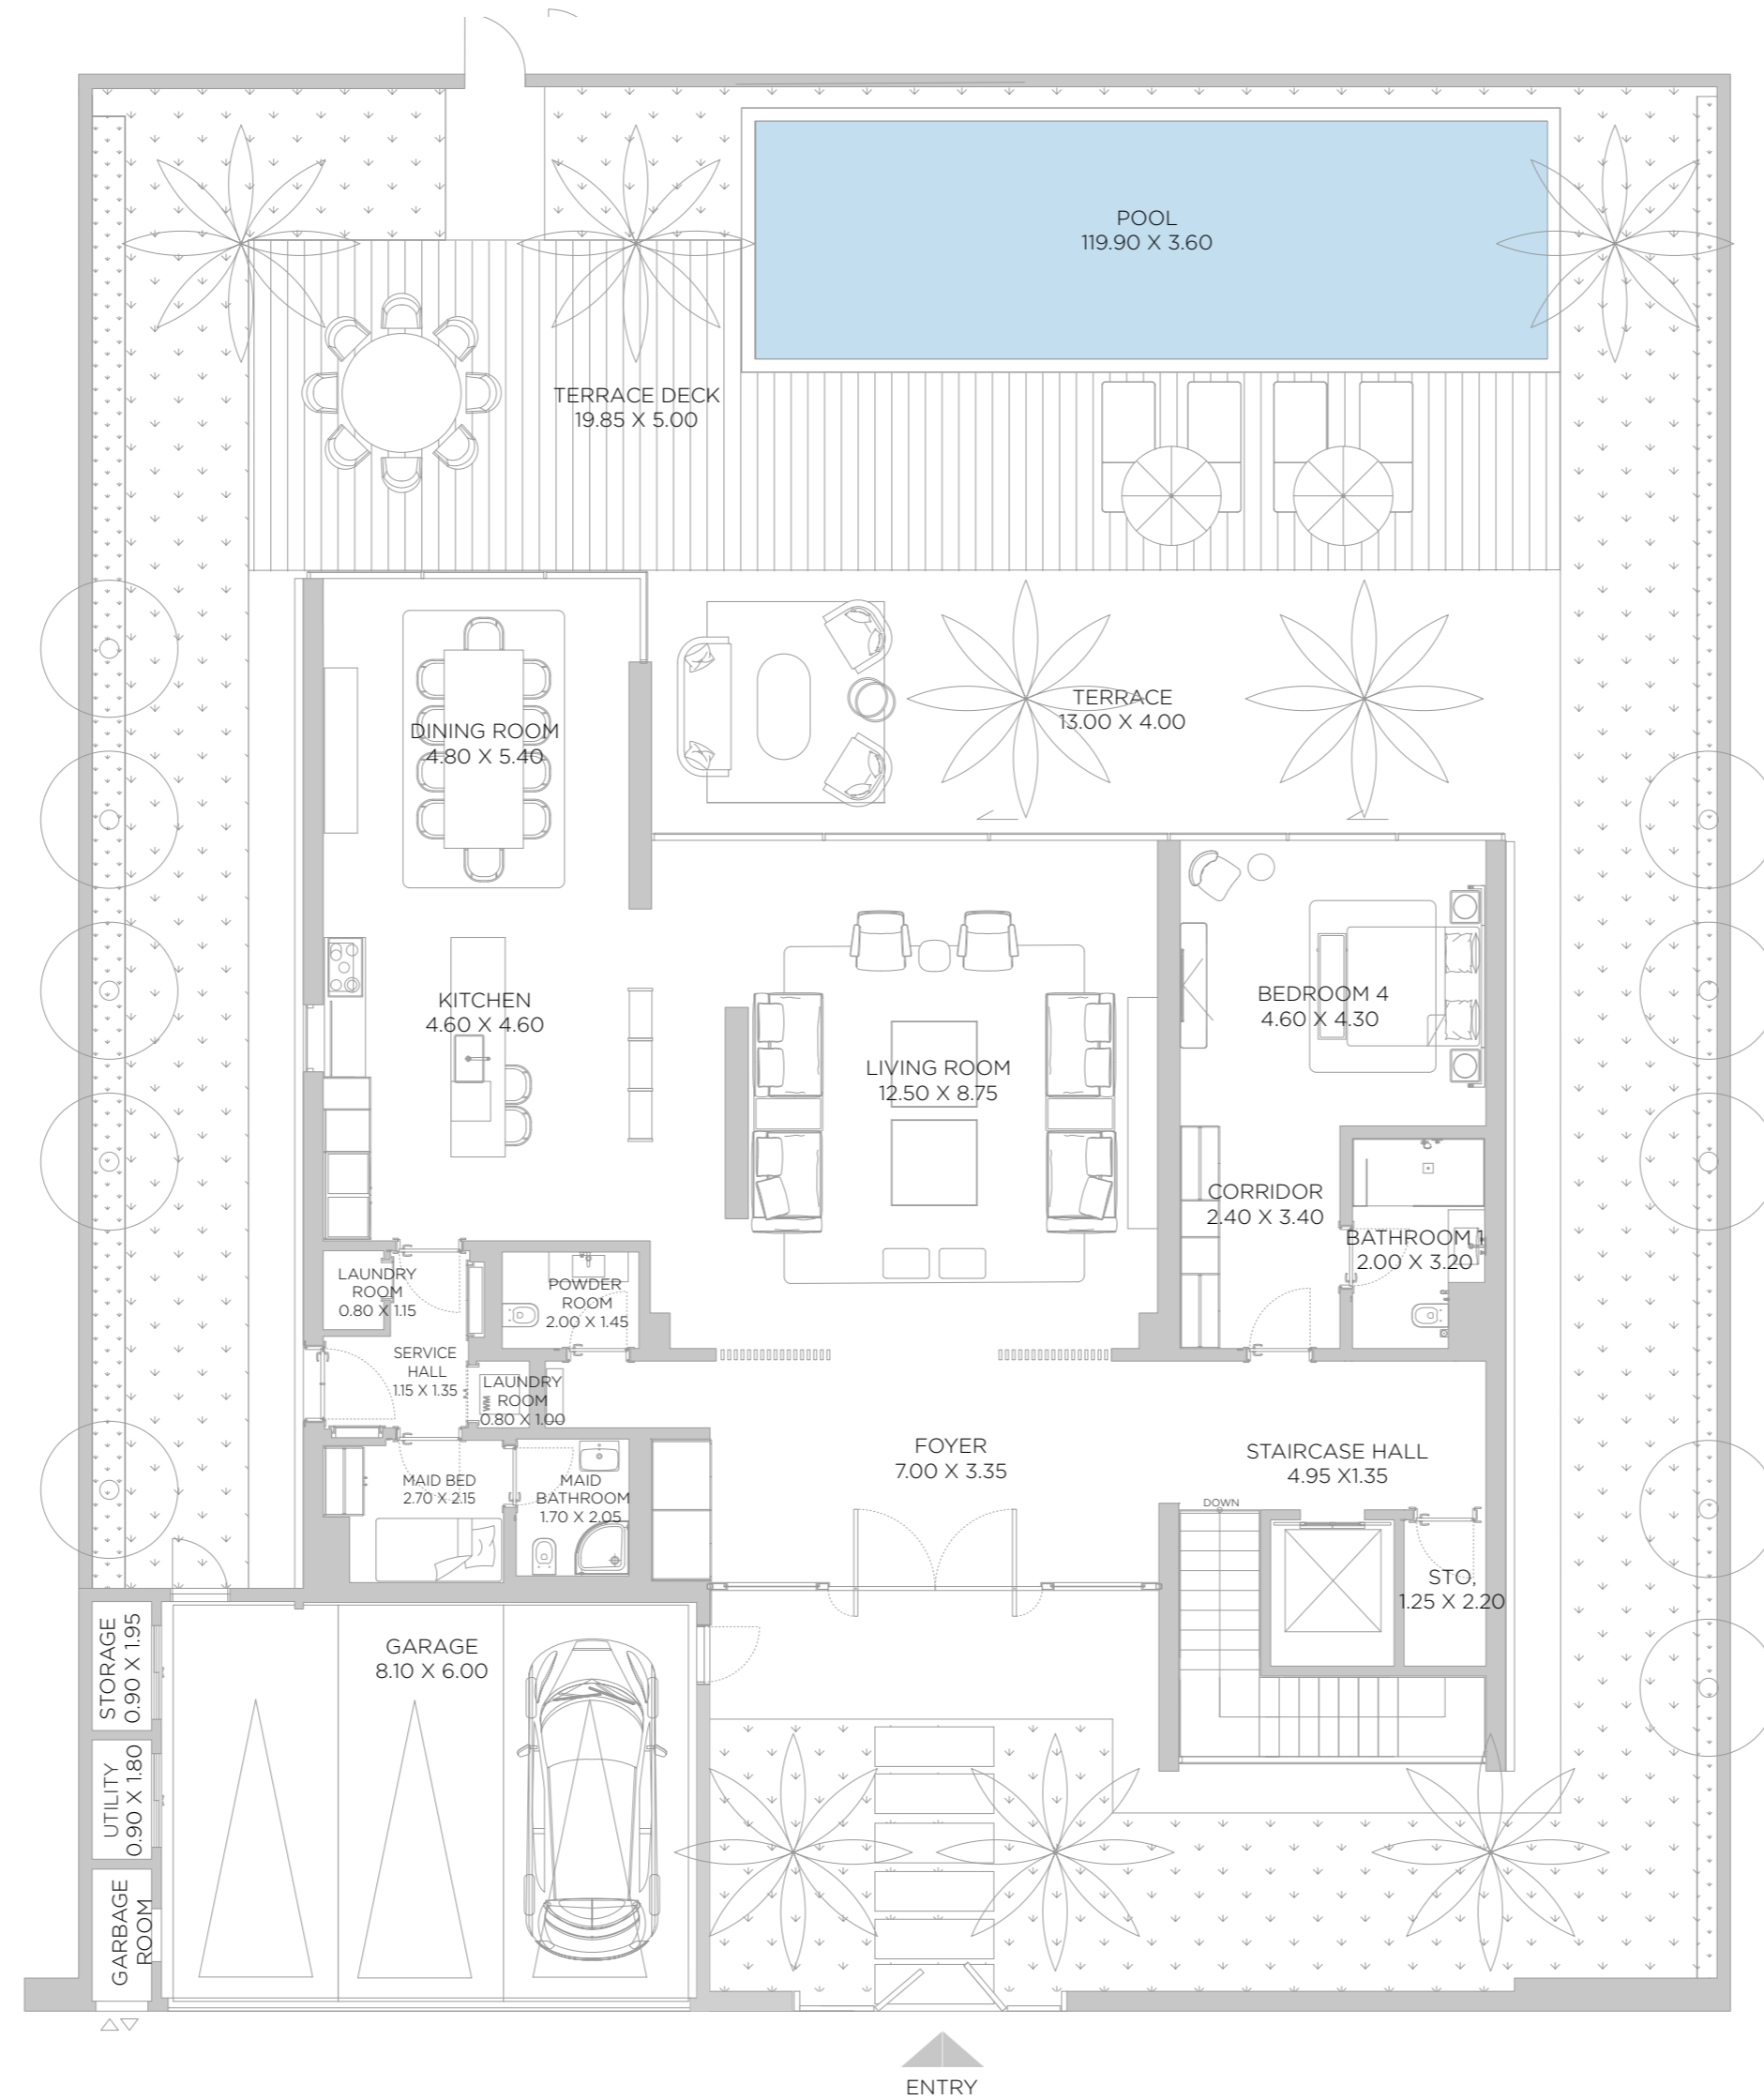 POOL
119.90 X 3.60
TERRACE DECK
19.85 X 5.00
TERRACE
13.00 X 4.00
DINING ROOM
4.80 X 5.40
KITCHEN
4.60 X 4.60
BEDROOM 4
4.60 X 4.30
LIVING ROOM
12.50 X 8.75
CORRIDOR
2.40 X 3.40
BATHROOM 1
2.00 X 3.20
LAUNDRY
ROOM
0.80 X 1.15
POWDER
ROOM
2.00 X 1.45
SERVICE
HALL
1.15 X 1.35
LAUNDRY
ROOM
0.80 X 1.00
WM
FOYER
7.00 X 3.35
STAIRCASE HALL
4.95 X1.35
MAID BED
2.70 X 2.15
MAID
BATHROOM
1.70 X 2.05
DOWN
STO,
1.25 X 2.20
STORAGE
0.90 X 1.95
GARAGE
8.10 X 6.00
UTILITY
0.90 X 1.80
GARBAGE
ROOM
ENTRY